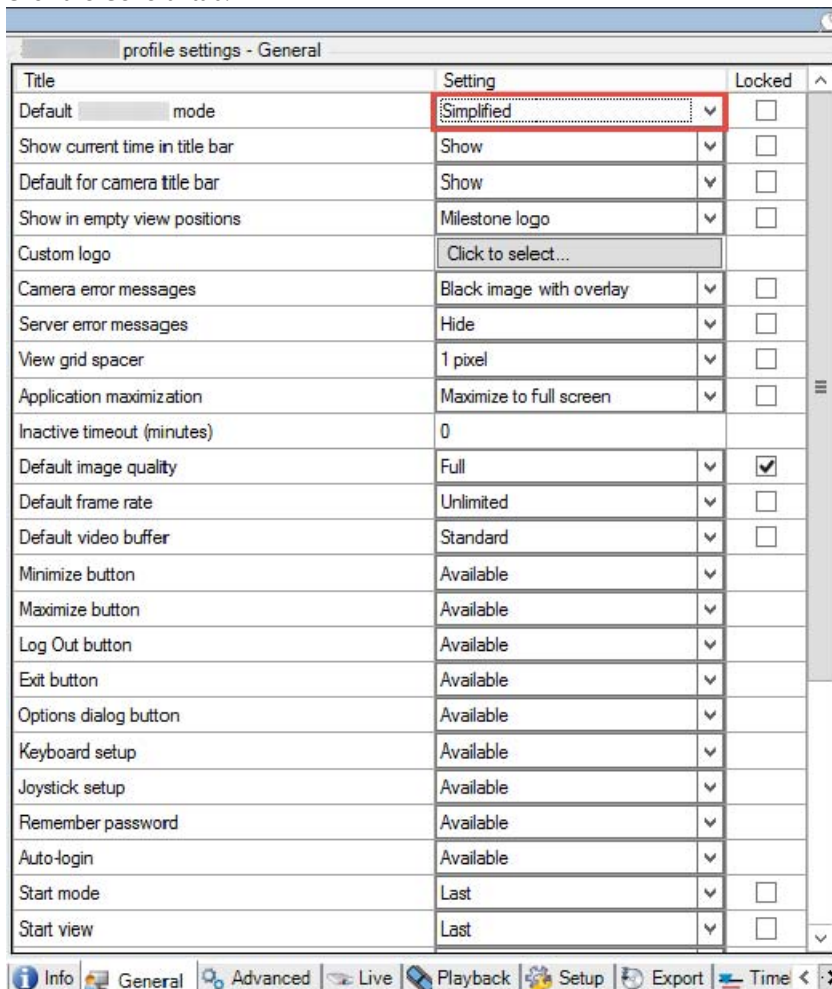 profile settings - General
Title Setting Locked
Default mode Simplified
Show current time in title bar Show
Default for camera title bar Show
Show in empty view positions Milestone logo
Custom logo Click to select...
Camera error messages Black image with overlay
Server error messages Hide
View grid spacer 1 pixel
Application maximization Maximize to full screen
Inactive timeout (minutes) 0
Default image quality Full
Default frame rate Unlimited
Default video buffer Standard
Minimize button Available
Maximize button Available
Log Out button Available
Exit button Available
Options dialog button Available
Keyboard setup Available
Joystick setup Available
Remember password Available
Auto-login Available
Start mode Last
Start view Last
Info General Advanced Live Playback Setup Export Time